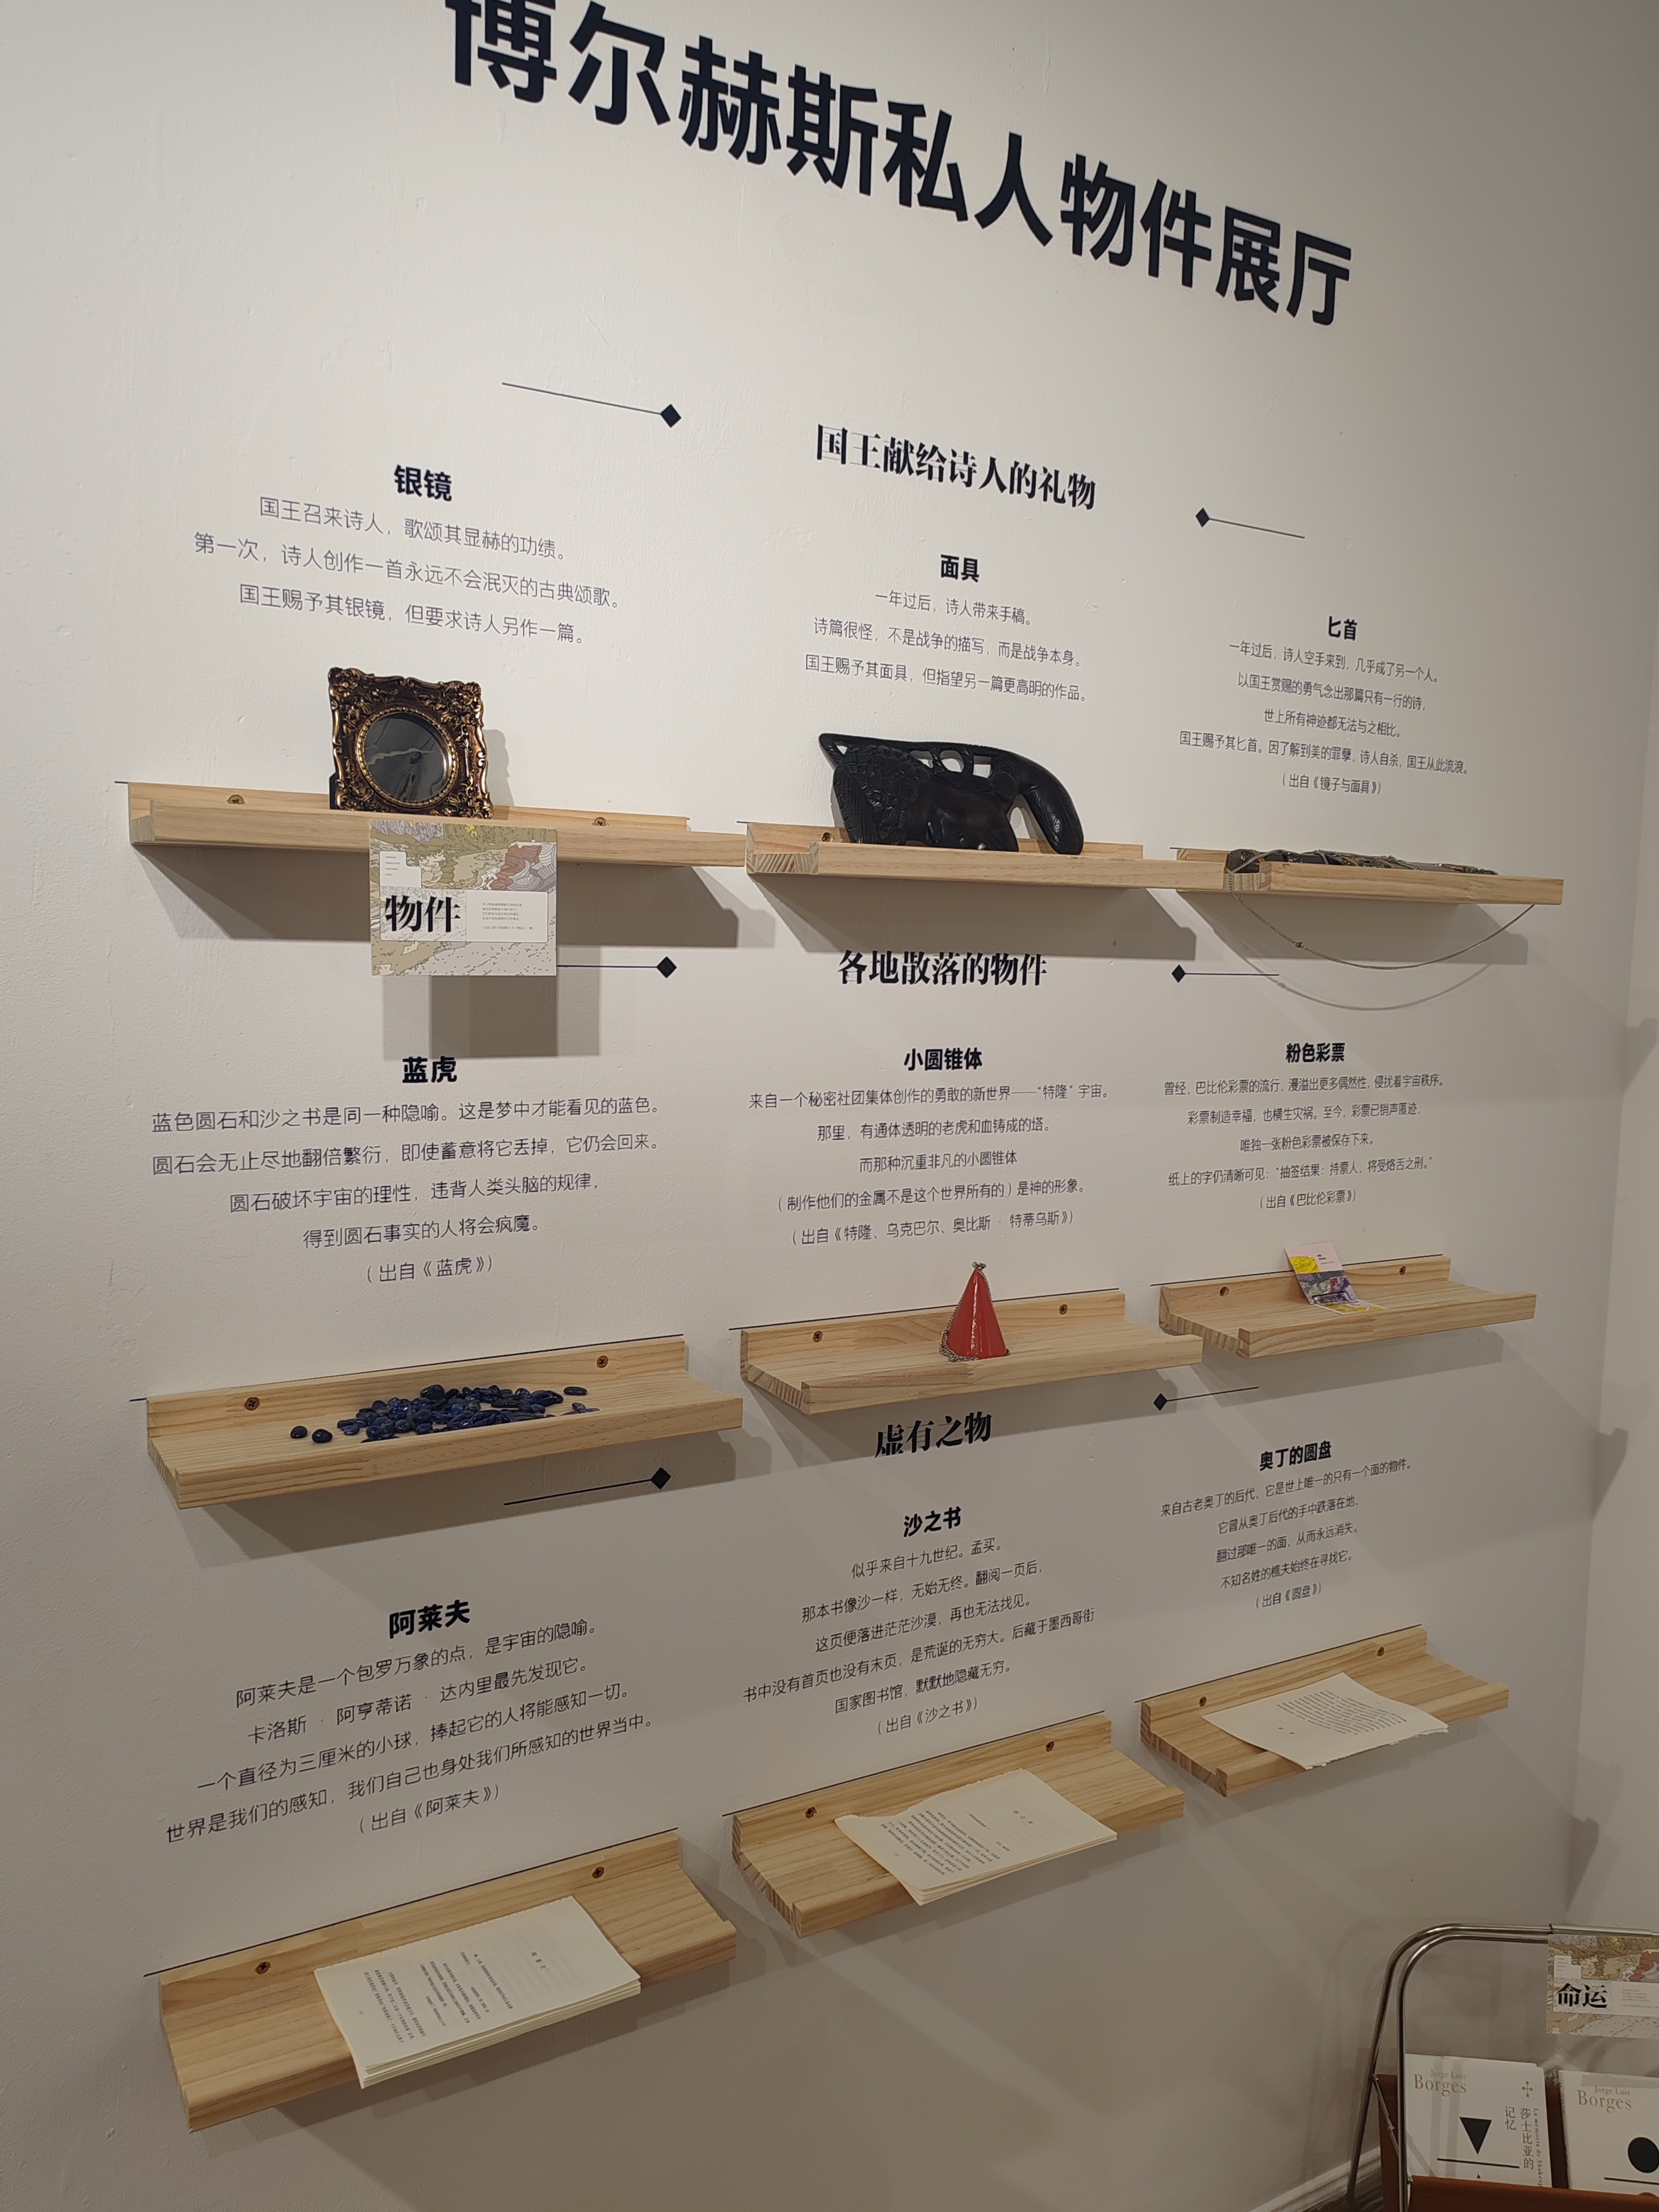 博尔赫斯私人物件展厅
国王献给诗人的礼物
银镜
国王召来诗人，歌颂其显赫的功绩。
第一次，诗人创作一首永远不会泯灭的古典颂歌。
国王赐予其银镜，但要求诗人另作一篇。
面具
一年过后，诗人带来手稿。
诗篇很怪，不是战争的描写，而是战争本身。
国王赐予其面具，但指望另一篇更高明的作品。
匕首
一年过后，诗人空手来到，几乎成了另一个人。
以国王赏赐的勇气念出那篇只有一行的诗，
世上所有神迹都无法与之相比。
国王赐予其匕首。因了解到美的罪孽，诗人自杀，国王从此流浪。
（出自《镜子与面具》）
物件
各地散落的物件
蓝虎
蓝色圆石和沙之书是同一种隐喻。这是梦中才能看见的蓝色。
圆石会无止尽地翻倍繁衍，即使蓄意将它丢掉，它仍会回来。
圆石破坏宇宙的理性，违背人类头脑的规律，
得到圆石事实的人将会疯魔。
（出自《蓝虎》）
小圆锥体
来自一个秘密社团集体创作的勇敢的新世界——“特隆”宇宙。
那里，有通体透明的老虎和血铸成的塔。
而那种沉重非凡的小圆锥体
（制作他们的金属不是这个世界所有的）是神的形象。
（出自《特隆、乌克巴尔、奥比斯·特蒂乌斯》）
粉色彩票
曾经，巴比伦彩票的流行，漫溢出更多偶然性，侵扰着宇宙秩序。
彩票制造幸福，也横生灾祸。至今，彩票已销声匿迹，
唯独一张粉色彩票被保存下来。
纸上的字仍清晰可见：“抽签结果：持票人，将受烙舌之刑。”
（出自《巴比伦彩票》）
虚有之物
阿莱夫
阿莱夫是一个包罗万象的点，是宇宙的隐喻。
卡洛斯·阿亨蒂诺·达内里最先发现它。
一个直径为三厘米的小球，捧起它的人将能感知一切。
世界是我们的感知，我们自己也身处我们所感知的世界当中。
（出自《阿莱夫》）
沙之书
似乎来自十九世纪。孟买。
那本书像沙一样，无始无终。翻阅一页后，
这页便落进茫茫沙漠，再也无法找见。
书中没有首页也没有末页，是荒诞的无穷大。后藏于墨西哥街
国家图书馆，默默地隐藏无穷。
（出自《沙之书》）
奥丁的圆盘
来自古老奥丁的后代，它是世上唯一的只有一个面的物件。
它曾从奥丁后代的手中跌落在地，
翻过那唯一的面，从而永远消失。
不知名姓的樵夫始终在寻找它。
（出自《圆盘》）
命运
Jorge Luis
Borges
莎士比亚的
记忆
Jorge Luis
Borges